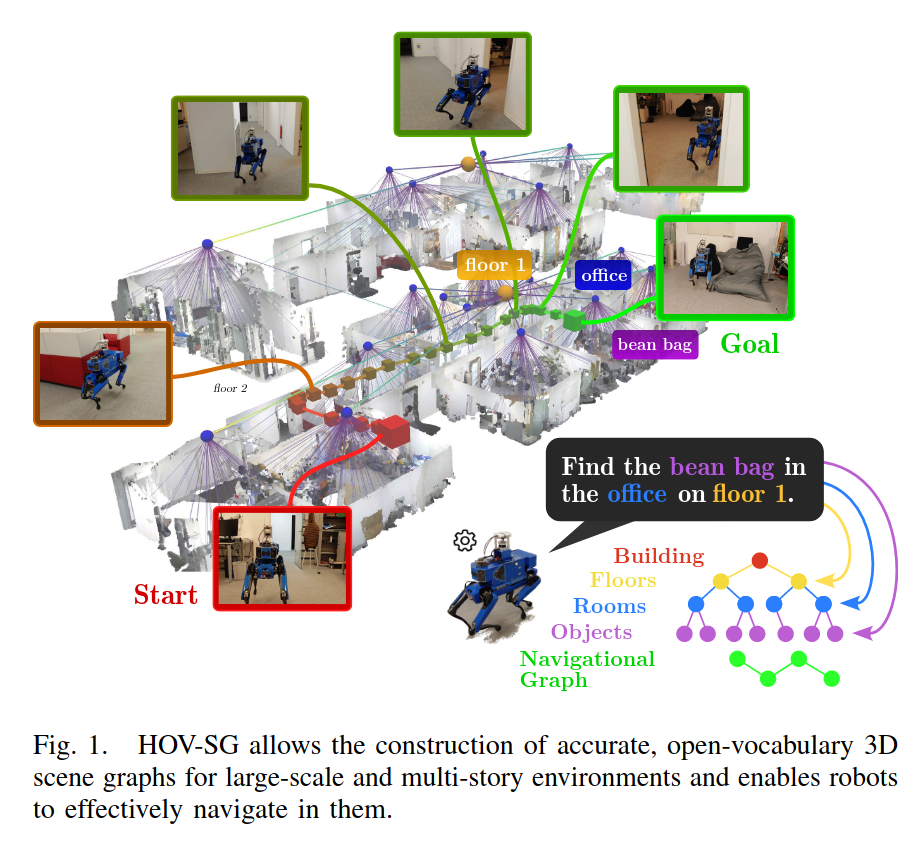 floor 1
office
bean bag
Goal
floor 2
Start
Find the bean bag in
the office on floor 1.
Building
Floors
Rooms
Objects
Navigational
Graph
Fig. 1. HOV-SG allows the construction of accurate, open-vocabulary 3D
scene graphs for large-scale and multi-story environments and enables robots
to effectively navigate in them.